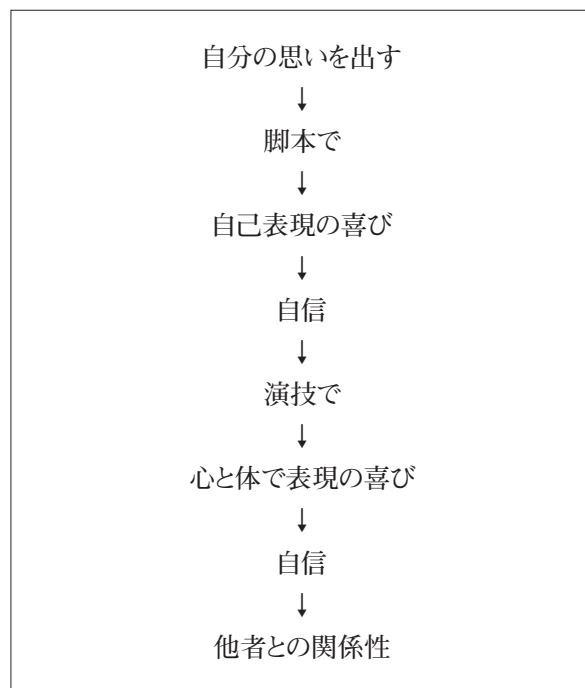 自分の思いを出す
↓
脚本で
↓
自己表現の喜び
↓
自信
↓
演技で
↓
心と体で表現の喜び
↓
自信
↓
他者との関係性